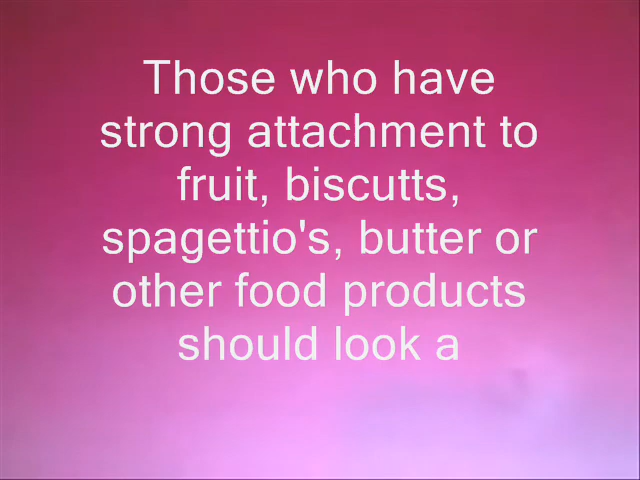 Those who have
strong attachment to
fruit, biscutts,
spagettio's, butter or
other food products
should look a